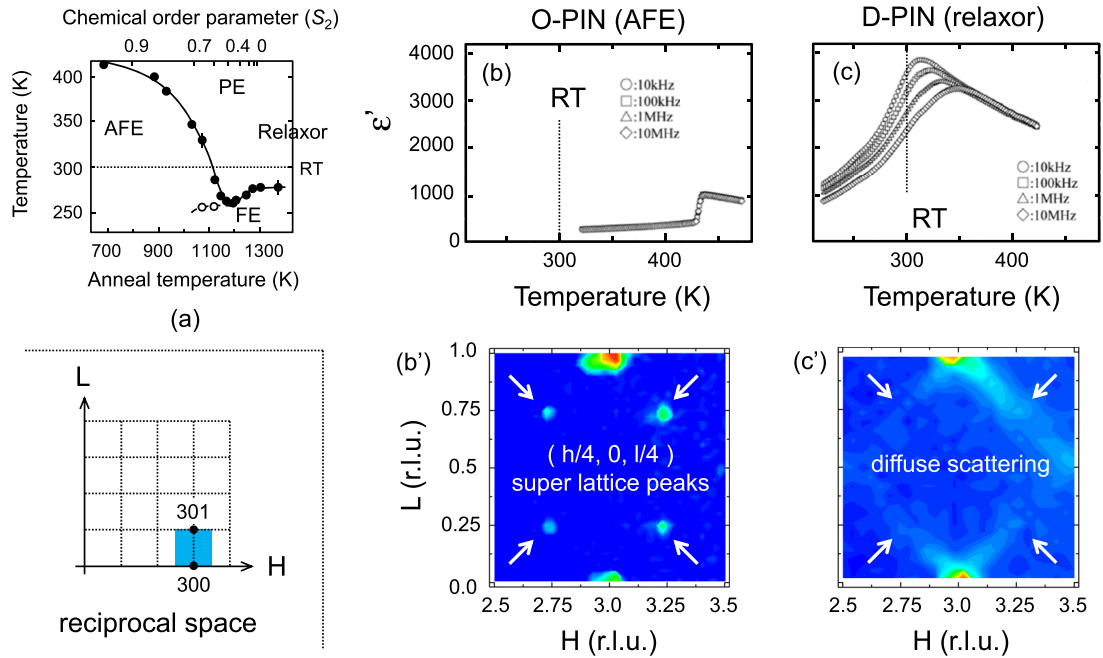 Chemical order parameter (S₂)
0.9 0.7 0.4 0
Temperature (K)
400
350
300
250
PE
AFE
Relaxor
RT
FE
700 900 1100 1300
Anneal temperature (K)
(a)
O-PIN (AFE)
ε'
4000
3000
2000
1000
0
(b)
RT
○:10kHz
□:100kHz
△:1MHz
◇:10MHz
300 400
Temperature (K)
D-PIN (relaxor)
(c)
○:10kHz
□:100kHz
△:1MHz
◇:10MHz
RT
300 400
Temperature (K)
L
301
H
300
reciprocal space
(b')
L (r.l.u.)
1.0
0.75
0.5
0.25
0.0
( h/4, 0, l/4 )
super lattice peaks
2.5 2.75 3.0 3.25 3.5
H (r.l.u.)
(c')
diffuse scattering
2.5 2.75 3.0 3.25 3.5
H (r.l.u.)